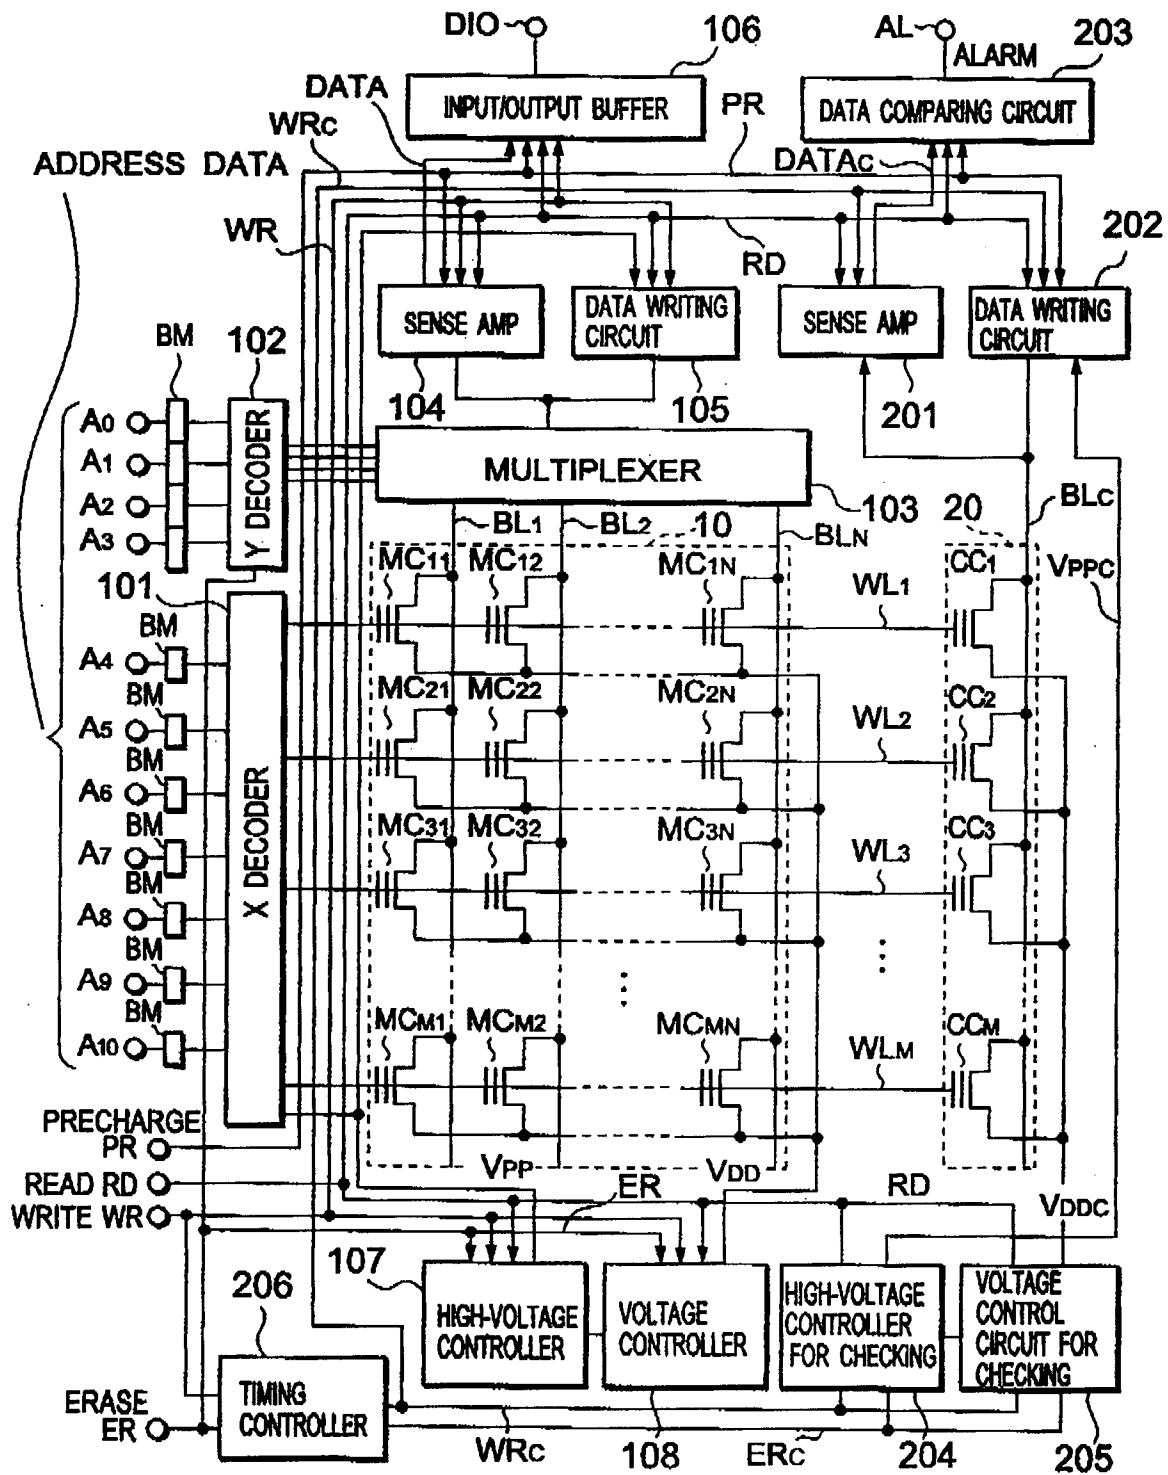 DIO
106
AL
203
ALARM
DATA
INPUT/OUTPUT BUFFER
PR
DATA COMPARING CIRCUIT
WRC
DATAC
ADDRESS DATA
WR
RD
202
SENSE AMP
DATA WRITING CIRCUIT
SENSE AMP
DATA WRITING CIRCUIT
BM
102
104
105
201
A0
A1
A2
A3
Y DECODER
MULTIPLEXER
103
BL1
BL2
10
BLN
20
BLC
VPPC
101
MC11
MC12
MC1N
WL1
CC1
BM
A4
BM
MC21
MC22
MC2N
WL2
CC2
A5
BM
A6
X DECODER
BM
MC31
MC32
MC3N
WL3
CC3
A7
BM
A8
BM
A9
BM
MCM1
MCM2
MCMN
WLM
CCM
A10
PRECHARGE
PR
VPP
VDD
READ RD
ER
RD
VDDC
WRITE WR
107
206
HIGH-VOLTAGE CONTROLLER
VOLTAGE CONTROLLER
HIGH-VOLTAGE CONTROLLER FOR CHECKING
VOLTAGE CONTROL CIRCUIT FOR CHECKING
TIMING CONTROLLER
ERASE
ER
WRC
108
ERC
204
205